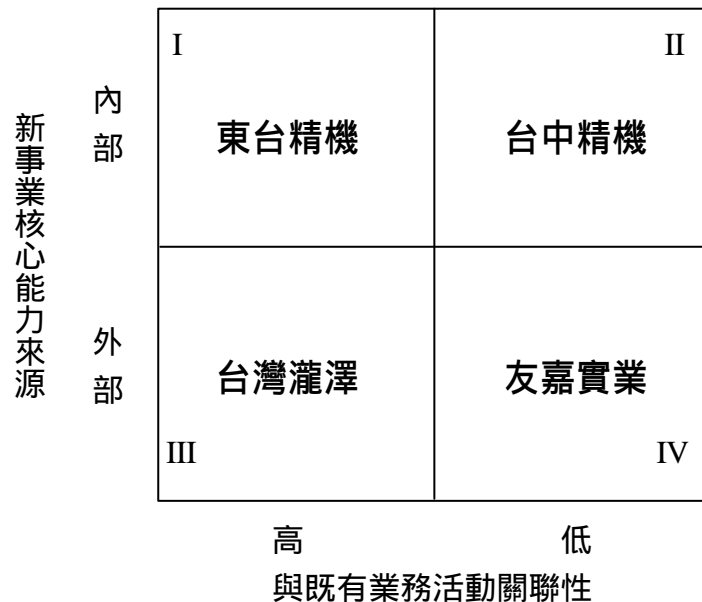 I
II
東台精機
台中精機
新事業核心能力來源
內部
外部
台灣瀧澤
友嘉實業
III
IV
高
低
與既有業務活動關聯性